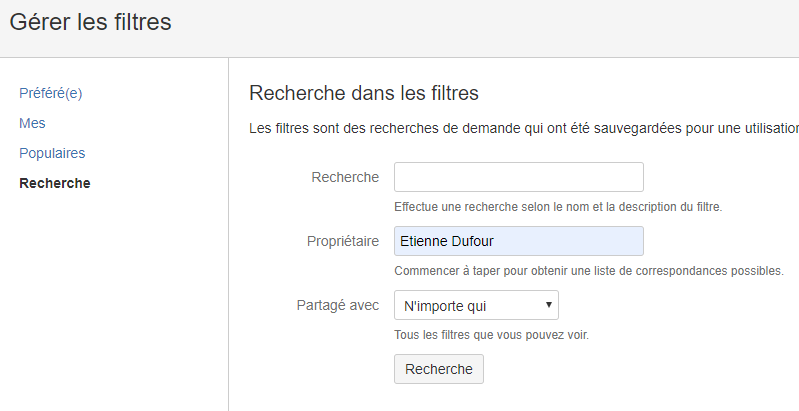 Gérer les filtres
Préféré(e)
Mes
Populaires
Recherche
Recherche dans les filtres
Les filtres sont des recherches de demande qui ont été sauvegardées pour une utilisation
Recherche
Effectue une recherche selon le nom et la description du filtre.
Propriétaire Etienne Dufour
Commencer à taper pour obtenir une liste de correspondances possibles.
Partagé avec N'importe qui
Tous les filtres que vous pouvez voir.
Recherche